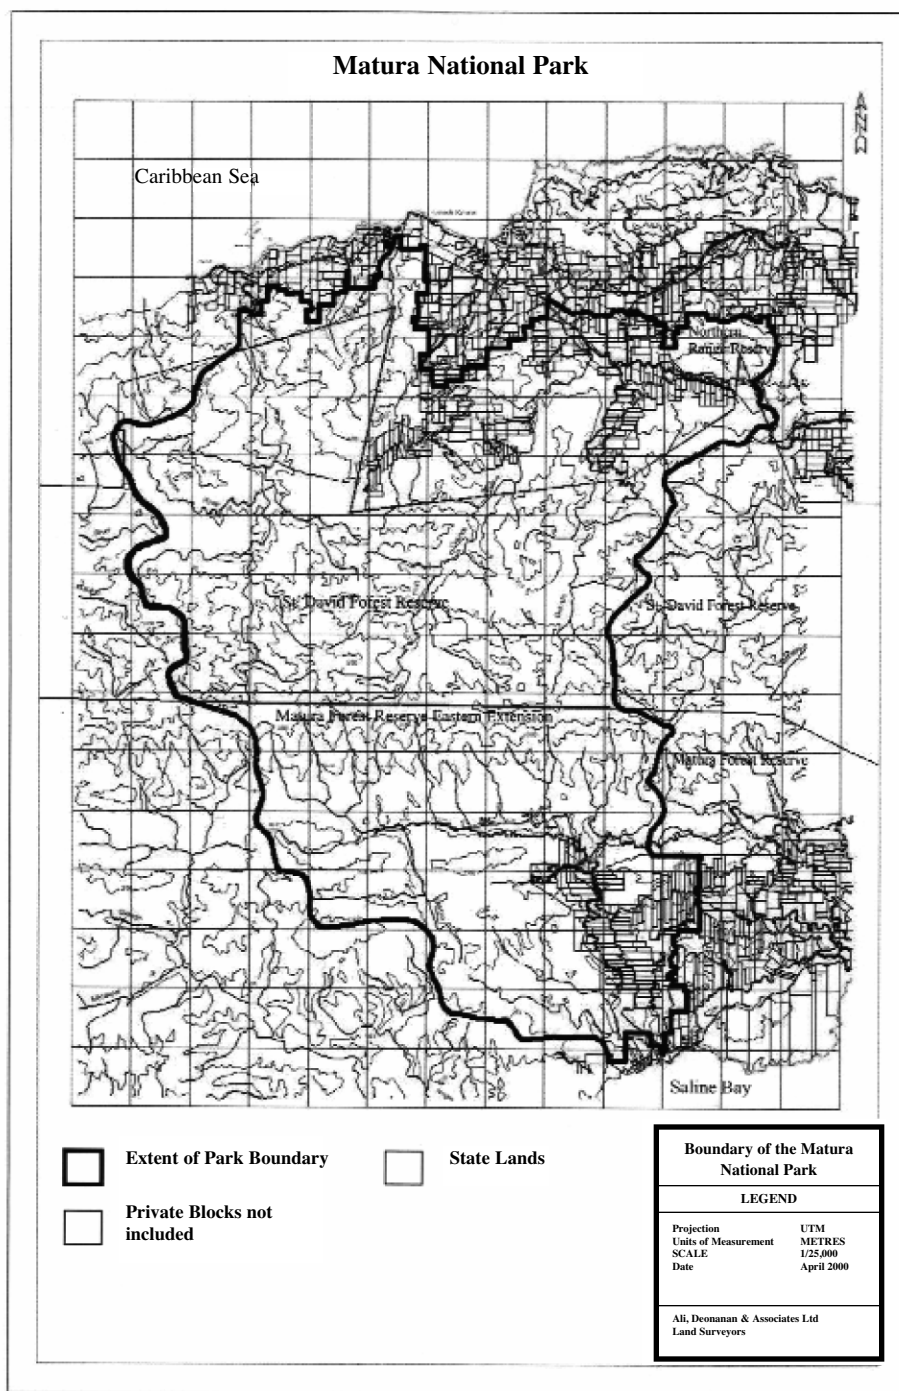 Matura National Park
Caribbean Sea
Northern
Range Reserve
St. David Forest Reserve
St. David Forest Reserve
Matura Forest Reserve Eastern Extension
Matura Forest Reserve
Saline Bay
Extent of Park Boundary
State Lands
Private Blocks not
included
Boundary of the Matura
National Park
LEGEND
Projection UTM
Units of Measurement METRES
SCALE 1/25,000
Date April 2000
Ali, Deonanan & Associates Ltd
Land Surveyors